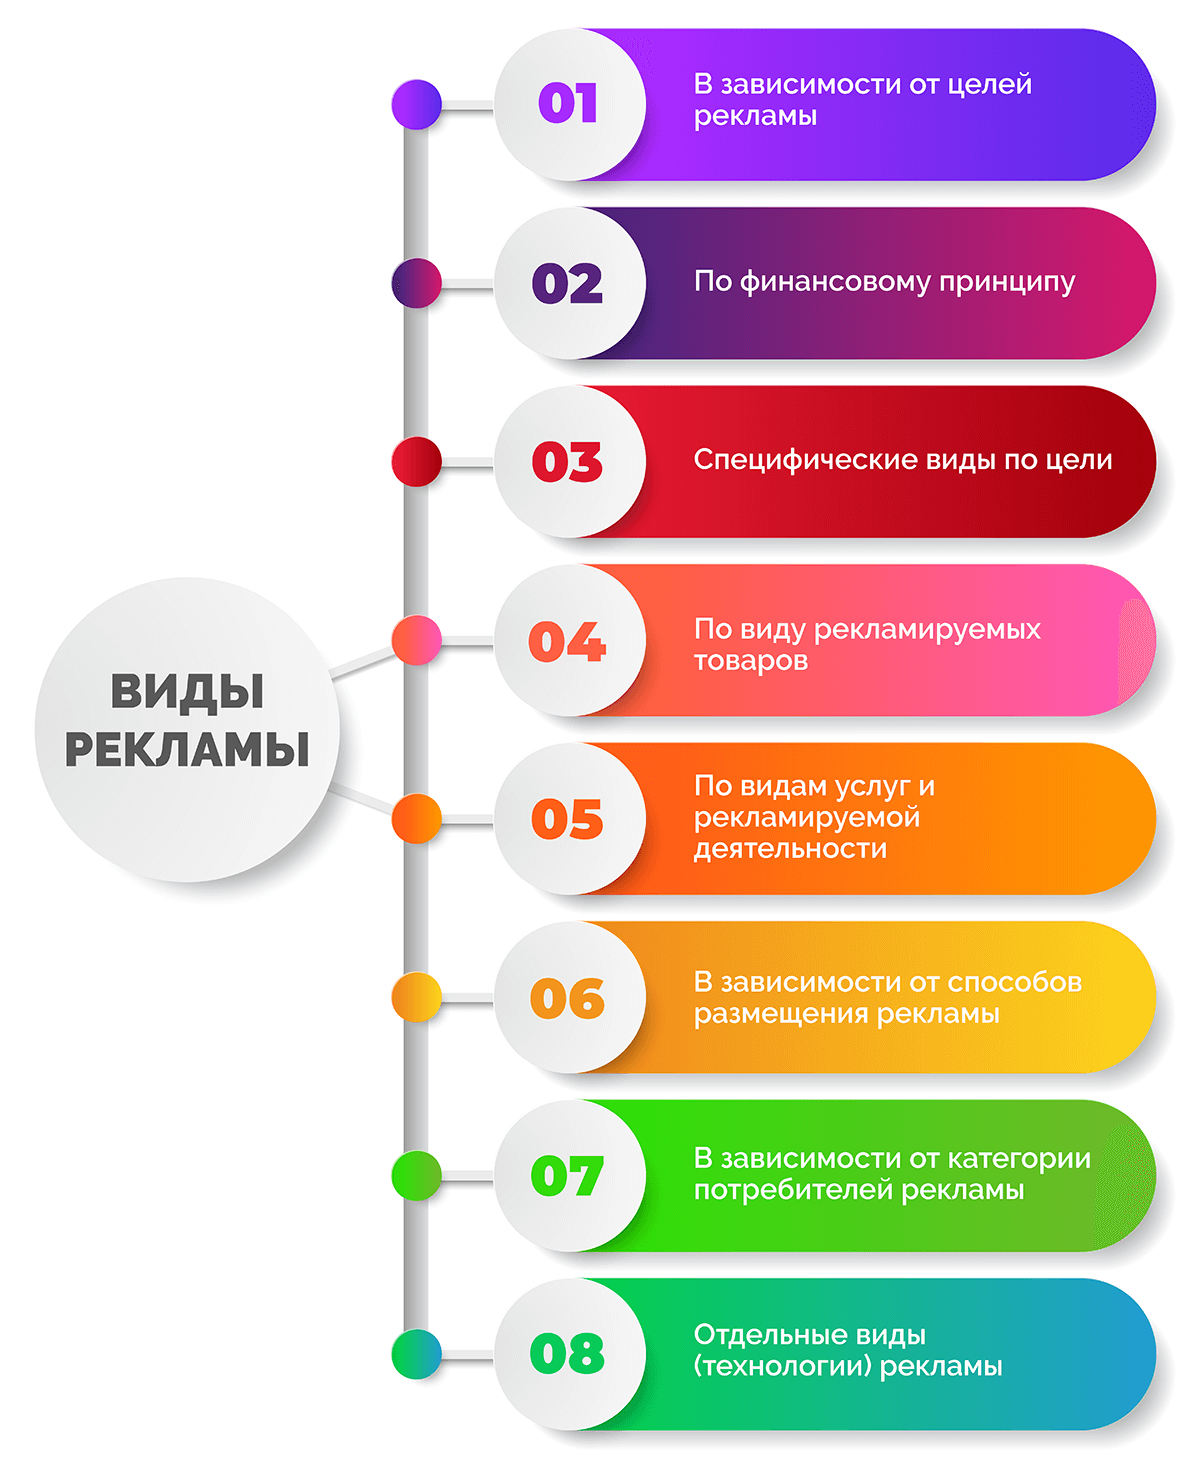 ВИДЫ
РЕКЛАМЫ
01
В зависимости от целей
рекламы
02
По финансовому принципу
03
Специфические виды по цели
04
По виду рекламируемых
товаров
05
По видам услуг и
рекламируемой
деятельности
06
В зависимости от способов
размещения рекламы
07
В зависимости от категории
потребителей рекламы
08
Отдельные виды
(технологии) рекламы